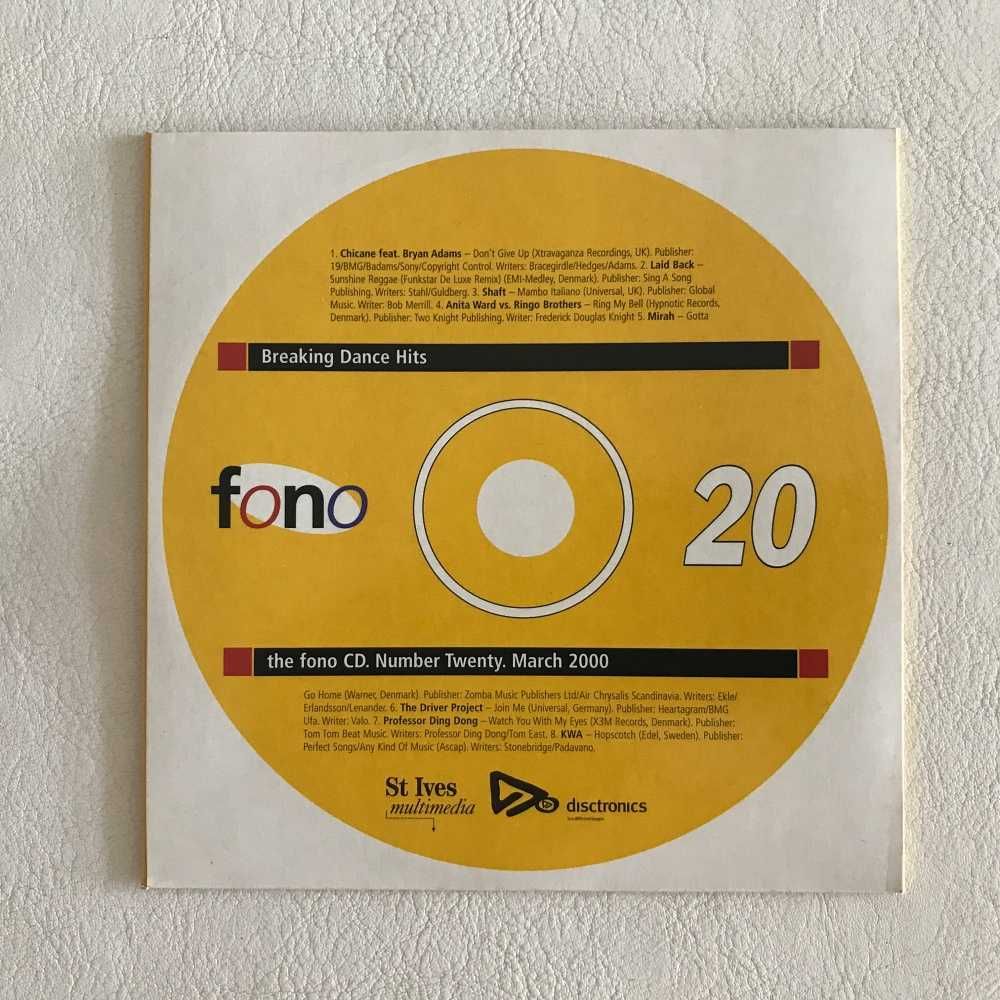 1. Chicane feat. Bryan Adams – Don't Give Up (Xtravaganza Recordings, UK). Publisher:
19/BMG/Badams/Sony/Copyright Control. Writers: Bracegirdle/Hedges/Adams. 2. Laid Back –
Sunshine Reggae (Funkstar De Luxe Remix) (EMI-Medley, Denmark). Publisher: Sing A Song
Publishing. Writers: Stahl/Guldberg. 3. Shaft – Mambo Italiano (Universal, UK). Publisher: Global
Music. Writer: Bob Merrill. 4. Anita Ward vs. Ringo Brothers – Ring My Bell (Hypnotic Records,
Denmark). Publisher: Two Knight Publishing. Writer: Frederick Douglas Knight 5. Mirah – Gotta
Breaking Dance Hits
fono
20
the fono CD. Number Twenty. March 2000
Go Home (Warner, Denmark). Publisher: Zomba Music Publishers Ltd/Air Chrysalis Scandinavia. Writers: Ekle/
Erlandsson/Lenander. 6. The Driver Project – Join Me (Universal, Germany). Publisher: Heartagram/BMG
Ufa. Writer: Valo. 7. Professor Ding Dong – Watch You With My Eyes (X3M Records, Denmark). Publisher:
Tom Tom Beat Music. Writers: Professor Ding Dong/Tom East. 8. KWA – Hopscotch (Edel, Sweden). Publisher:
Perfect Songs/Any Kind Of Music (Ascap). Writers: Stonebridge/Padavano.
St Ives
multimedia
disctronics